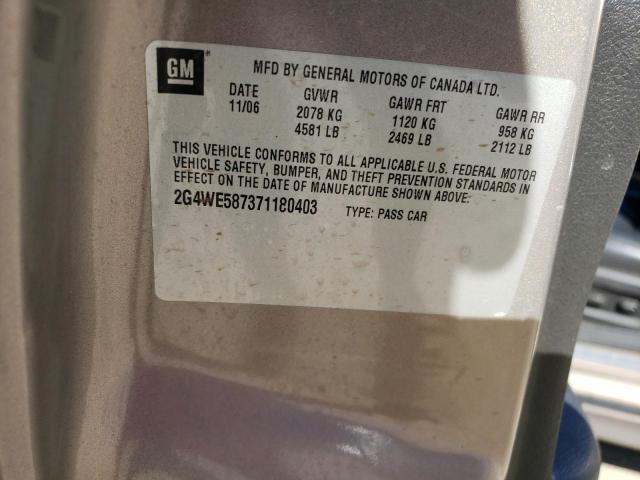 GM
MFD BY GENERAL MOTORS OF CANADA LTD.
DATE GVWR GAWR FRT GAWR RR
11/06 2078 KG 1120 KG 958 KG
4581 LB 2469 LB 2112 LB
THIS VEHICLE CONFORMS TO ALL APPLICABLE U.S. FEDERAL MOTOR
VEHICLE SAFETY, BUMPER, AND THEFT PREVENTION STANDARDS IN
EFFECT ON THE DATE OF MANUFACTURE SHOWN ABOVE.
2G4WE587371180403 TYPE: PASS CAR